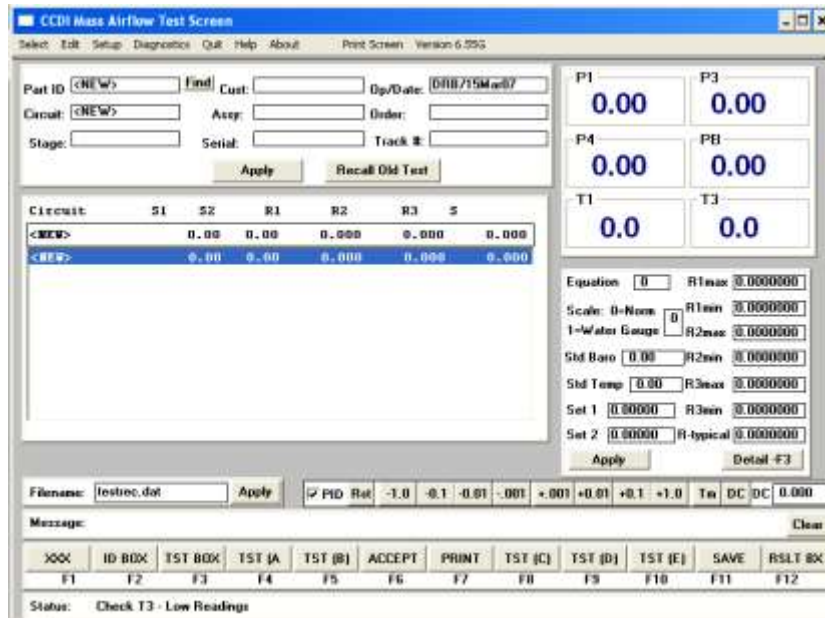 CCDI Mass Airflow Test Screen
Select Edit Setup Diagnostics Quit Help About Print Screen Version 6.55G
Part ID <NEW> Find Cust: Op/Date: DRB/15Mar07
Circuit: <NEW> Assy: Order:
Stage: Serial: Track #:
Apply Recall Old Test
P1 P3
0.00 0.00
P4 PB
0.00 0.00
T1 T3
0.0 0.0
Circuit S1 S2 R1 R2 R3 S
<NEW> 0.00 0.00 0.000 0.000 0.000
<NEW> 0.00 0.00 0.000 0.000 0.000
Equation 0 R1max 0.0000000
Scale: 0=Norm 0 R1min 0.0000000
1=Water Gauge R2max 0.0000000
Std Baro 0.00 R2min 0.0000000
Std Temp 0.00 R3max 0.0000000
Set 1 0.00000 R3min 0.0000000
Set 2 0.00000 R-typical 0.0000000
Apply Detail -F3
Filename: testrec.dat Apply PID Rst -1.0 -0.1 -0.01 -.001 +.001 +0.01 +0.1 +1.0 Tm DC DC 0.000
Message: Clear
XXX ID BOX TST BOX TST (A TST (B) ACCEPT PRINT TST (C) TST (D) TST (E) SAVE RSLT BX
F1 F2 F3 F4 F5 F6 F7 F8 F9 F10 F11 F12
Status: Check T3 - Low Readings